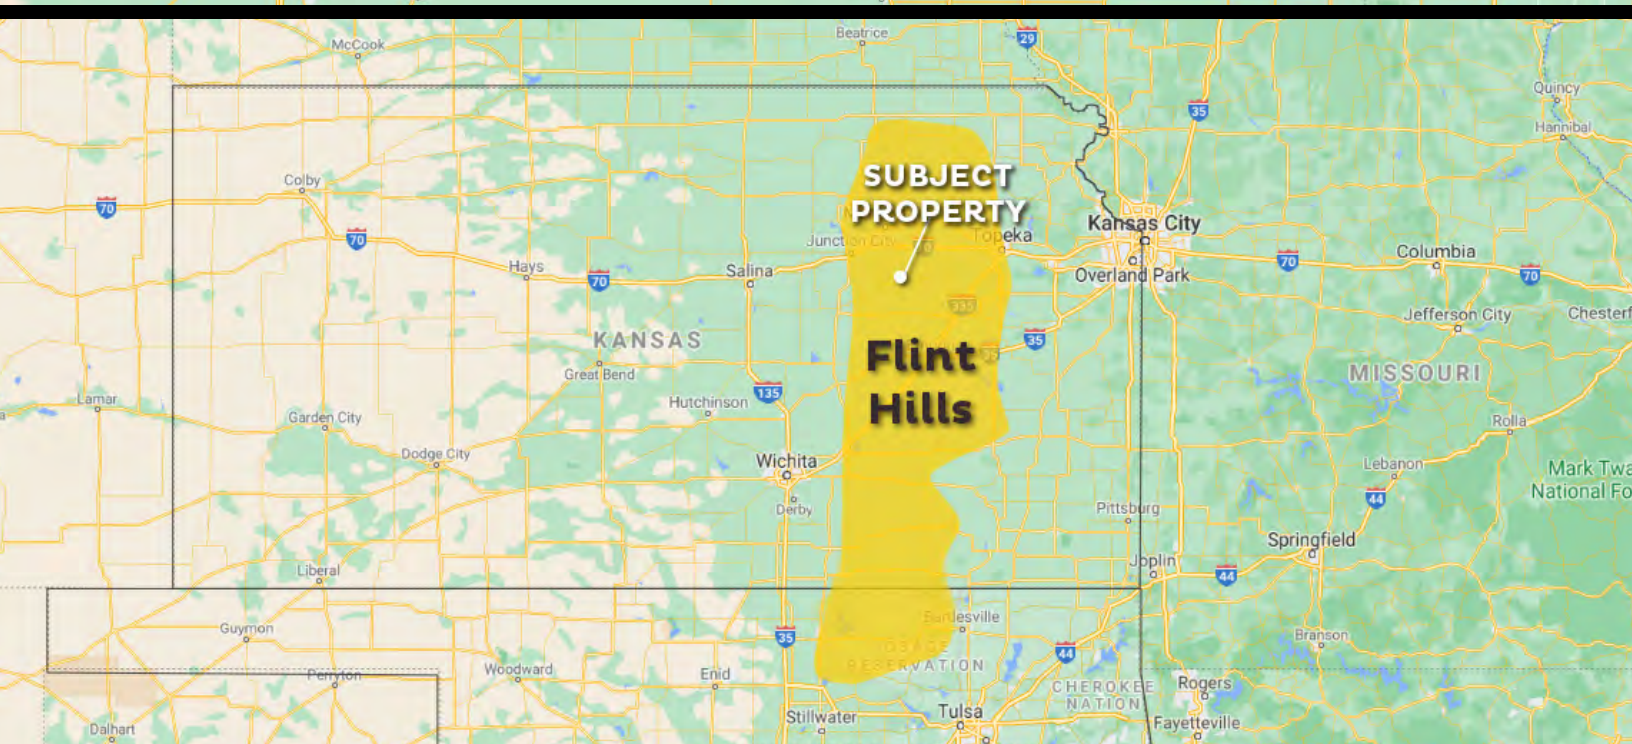 Beatrice
McCook
29
Quincy
35
Hannibal
SUBJECT
PROPERTY
Colby
70
Kansas City
Topeka
70
Junction City
70
Columbia
Hays
Salina
70
Overland Park
70
70
335
Jefferson City
Chesterf
KANSAS
35
Flint
Hills
35
Great Bend
MISSOURI
135
Lamar
Hutchinson
Garden City
Rolla
Dodge City
Wichita
Lebanon
Mark Twa
National Fo
44
Derby
Pittsburg
Springfield
Joplin
Liberal
44
Bartlesville
Guymon
35
OSAGE
RESERVATION
44
Branson
Perryton
Woodward
Enid
CHEROKEE
NATION
Rogers
Stillwater
Tulsa
Fayetteville
Dalhart